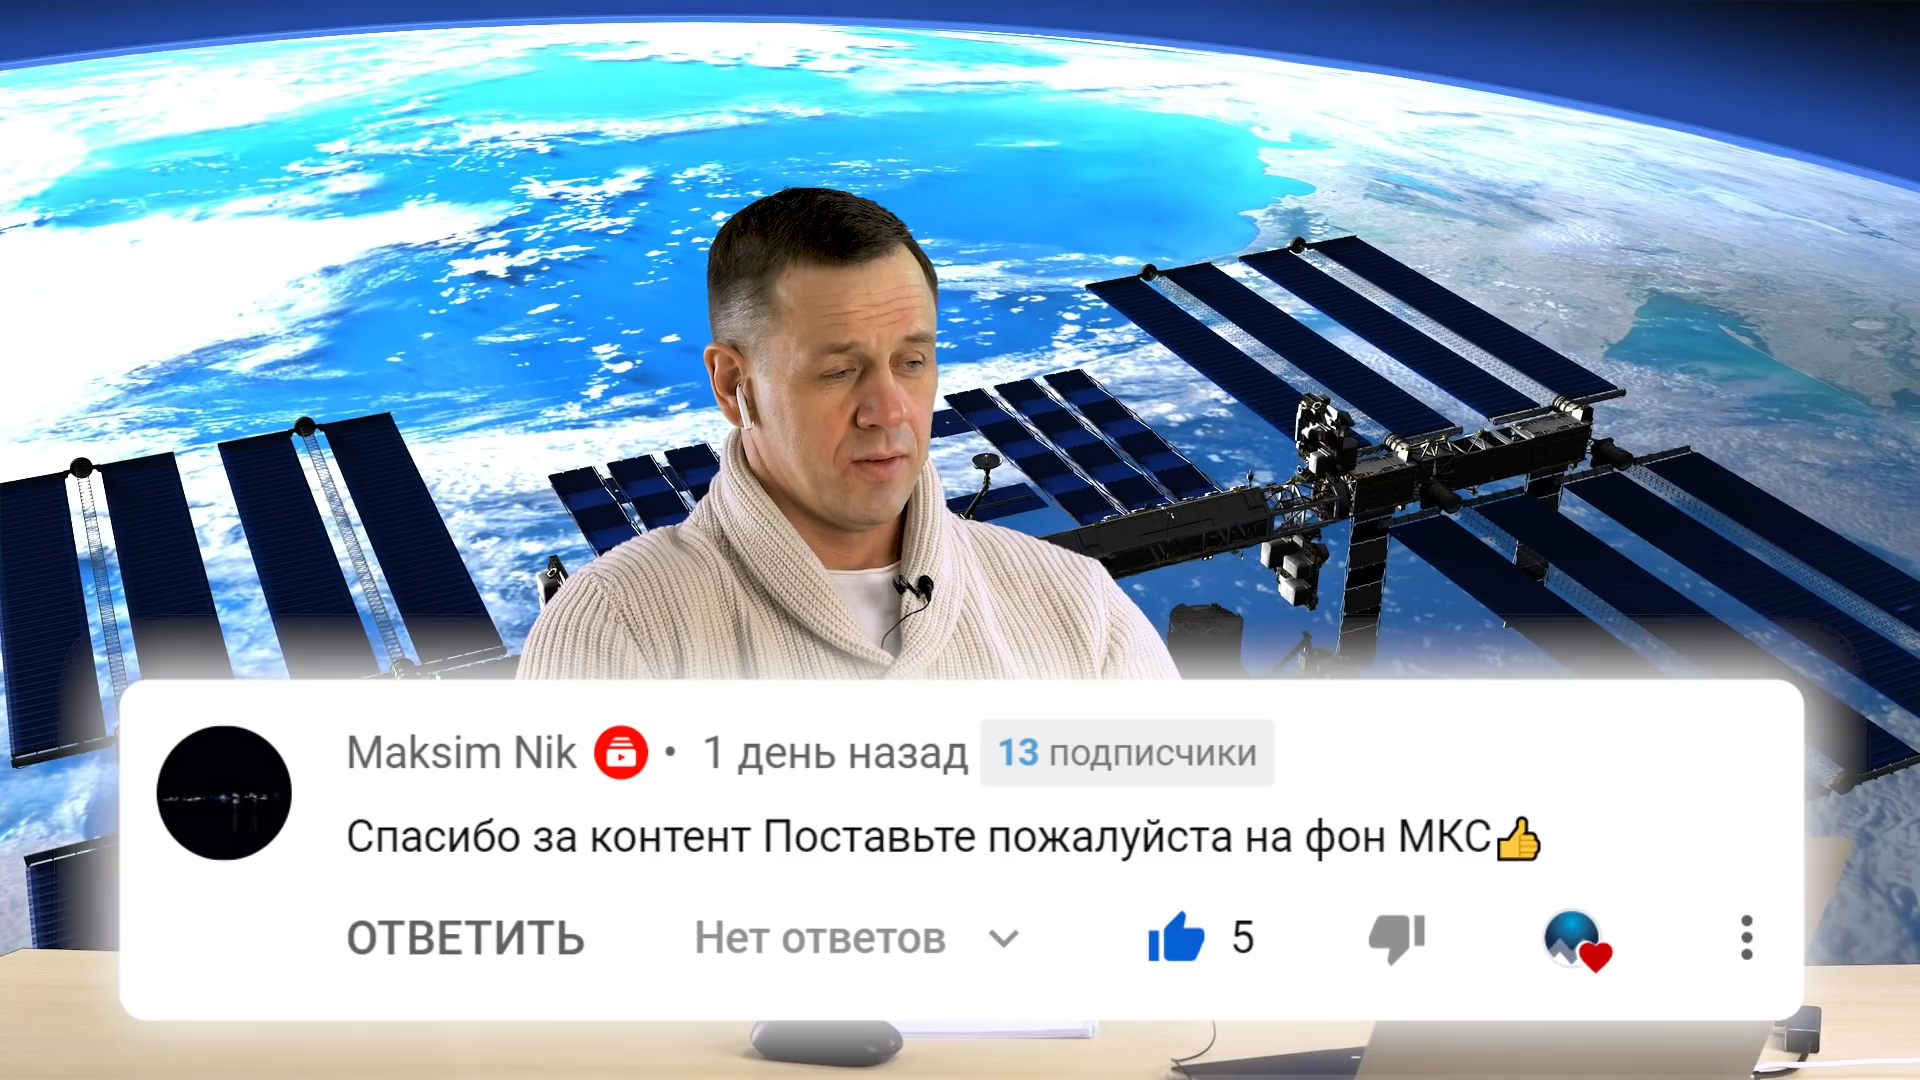 Maksim Nik • 1 день назад 13 подписчики
Спасибо за контент Поставьте пожалуйста на фон МКС👍
ОТВЕТИТЬ Нет ответов 5